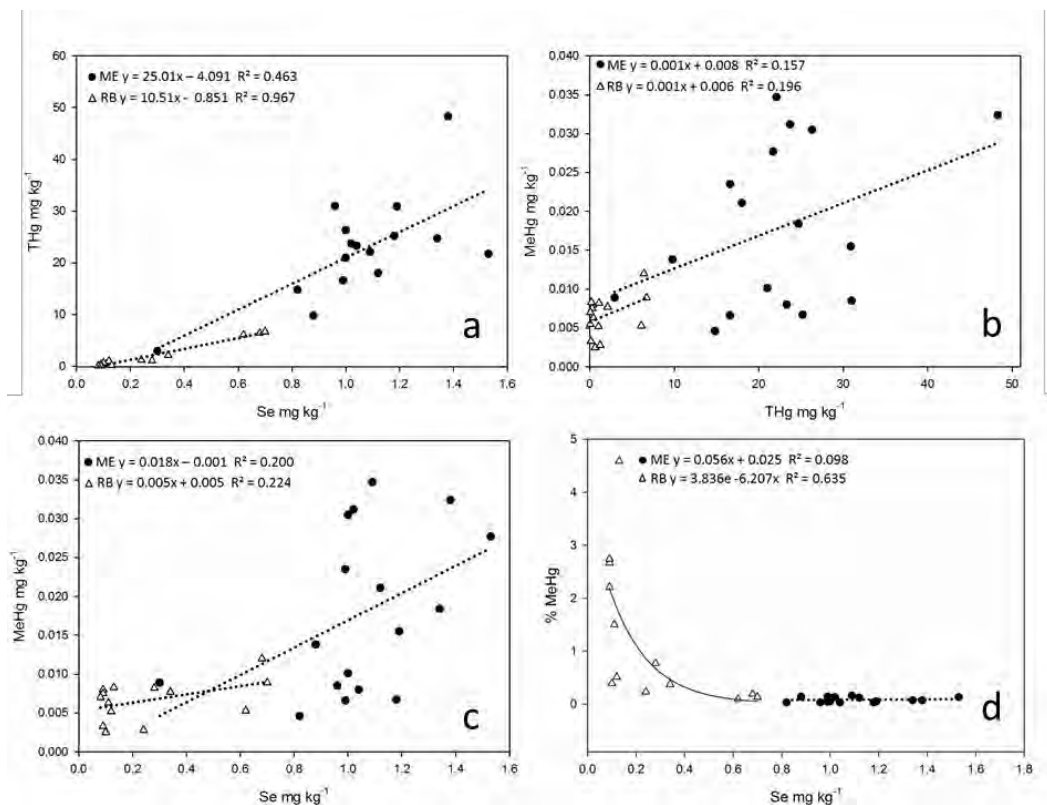 60
50
40
30
20
10
0
THg mg kg⁻¹
● ME y = 25.01x – 4.091 R² = 0.463
△ RB y = 10.51x - 0.851 R² = 0.967
a
0.0 0.2 0.4 0.6 0.8 1.0 1.2 1.4 1.6
Se mg kg⁻¹
0.040
0.035
0.030
0.025
0.020
0.015
0.010
0.005
0.000
MeHg mg kg⁻¹
● ME y = 0.001x + 0.008 R² = 0.157
△ RB y = 0.001x + 0.006 R² = 0.196
b
0 10 20 30 40 50
THg mg kg⁻¹
0.040
0.035
0.030
0.025
0.020
0.015
0.010
0.005
0.000
MeHg mg kg⁻¹
● ME y = 0.018x – 0.001 R² = 0.200
△ RB y = 0.005x + 0.005 R² = 0.224
c
0.0 0.2 0.4 0.6 0.8 1.0 1.2 1.4 1.6
Se mg kg⁻¹
5
4
3
2
1
0
% MeHg
● ME y = 0.056x + 0.025 R² = 0.098
△ RB y = 3.836e -6.207x R² = 0.635
d
0.0 0.2 0.4 0.6 0.8 1.0 1.2 1.4 1.6
Se mg kg⁻¹